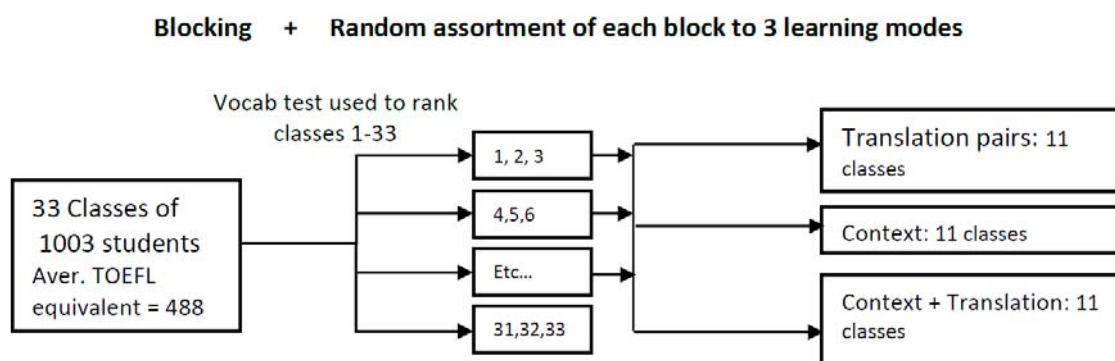 Blocking + Random assortment of each block to 3 learning modes
Vocab test used to rank
classes 1-33
33 Classes of
1003 students
Aver. TOEFL
equivalent = 488
1, 2, 3
4,5,6
Etc...
31,32,33
Translation pairs: 11
classes
Context: 11 classes
Context + Translation: 11
classes